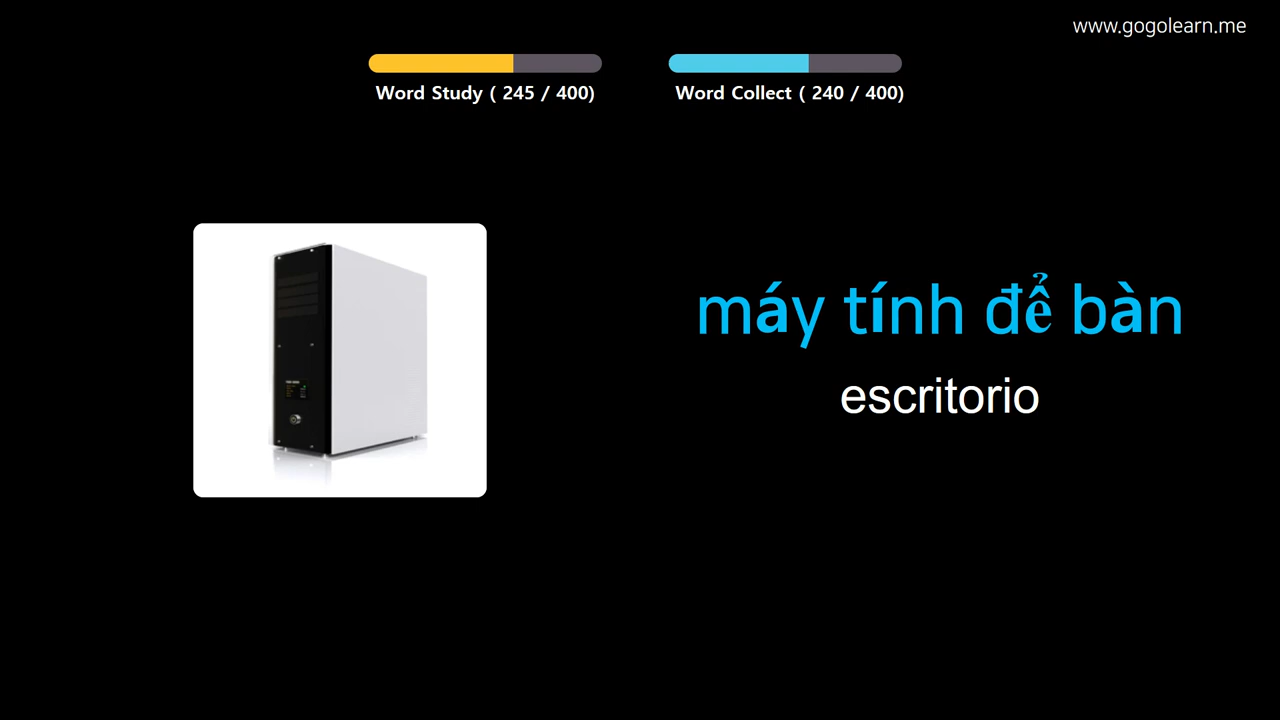 www.gogolearn.me
Word Study ( 245 / 400)
Word Collect ( 240 / 400)
máy tính để bàn
escritorio